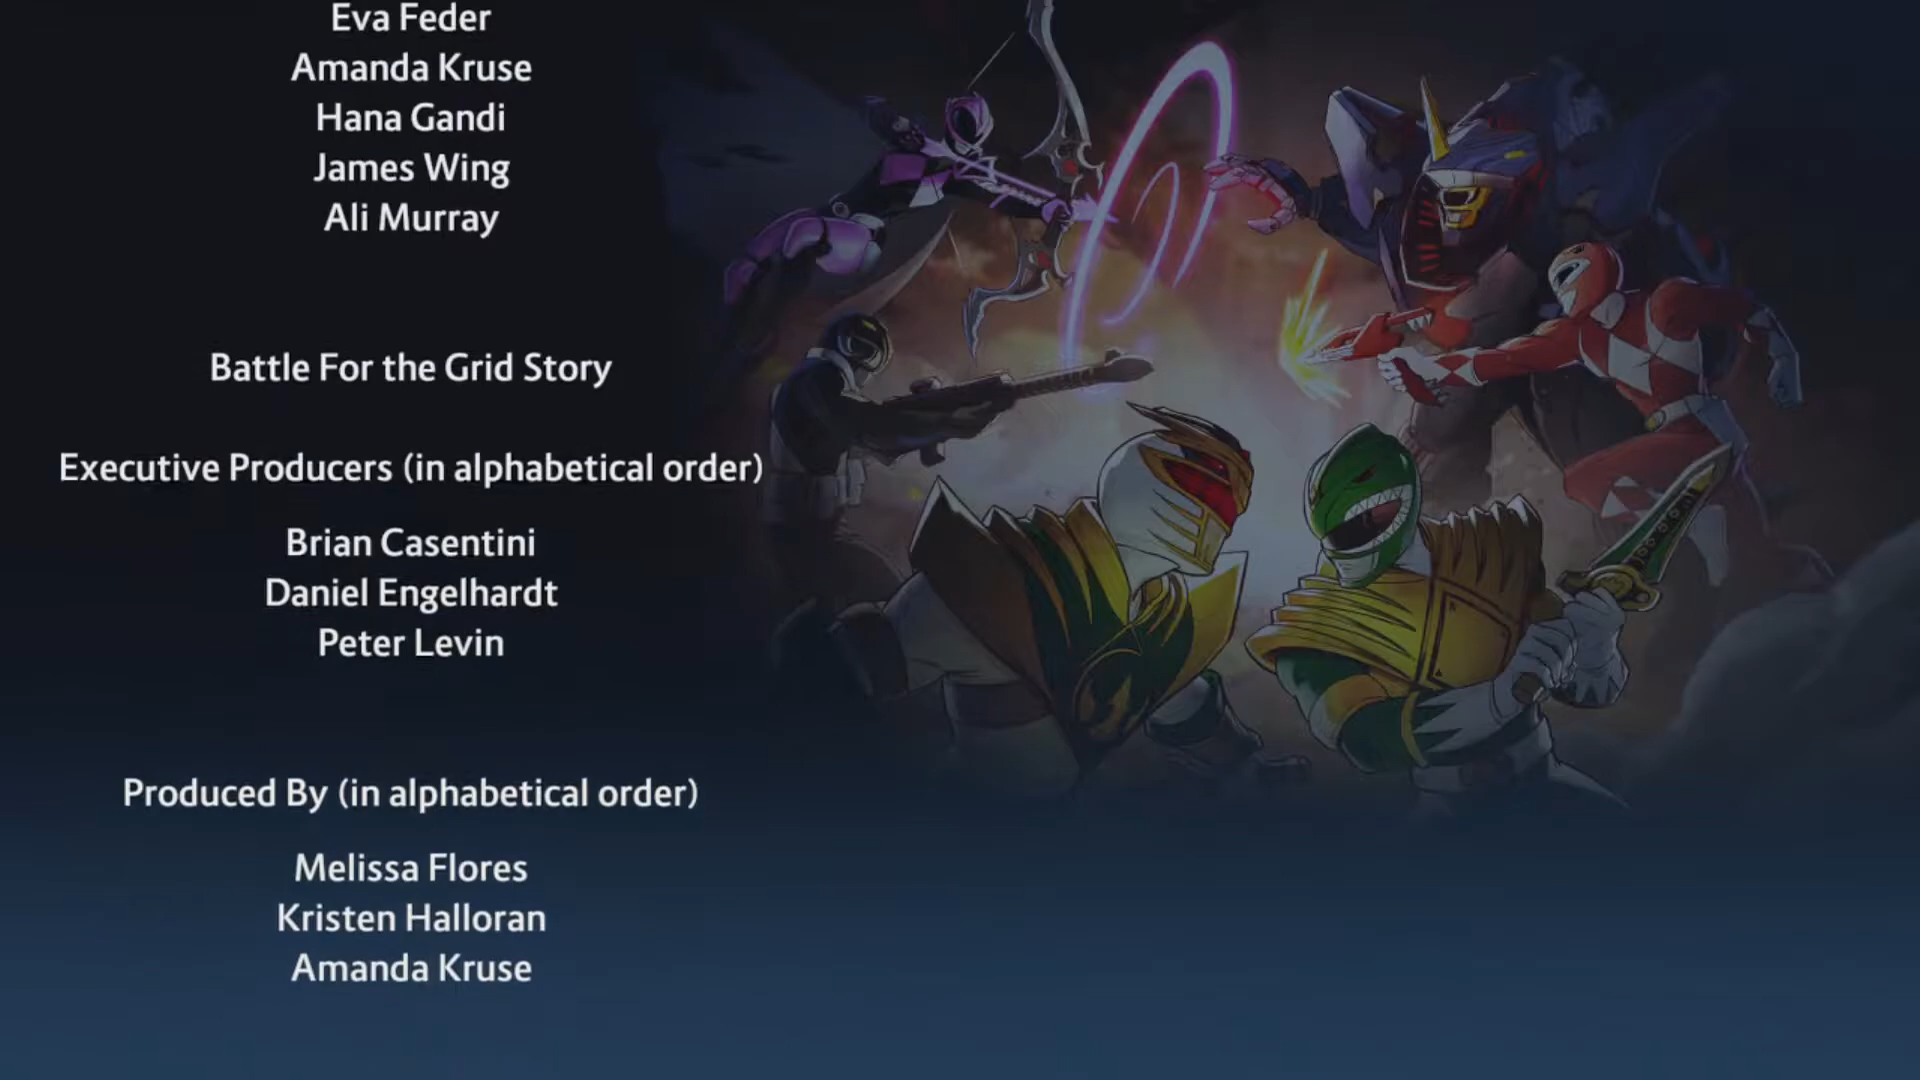 Eva Feder
Amanda Kruse
Hana Gandi
James Wing
Ali Murray
Battle For the Grid Story
Executive Producers (in alphabetical order)
Brian Casentini
Daniel Engelhardt
Peter Levin
Produced By (in alphabetical order)
Melissa Flores
Kristen Halloran
Amanda Kruse